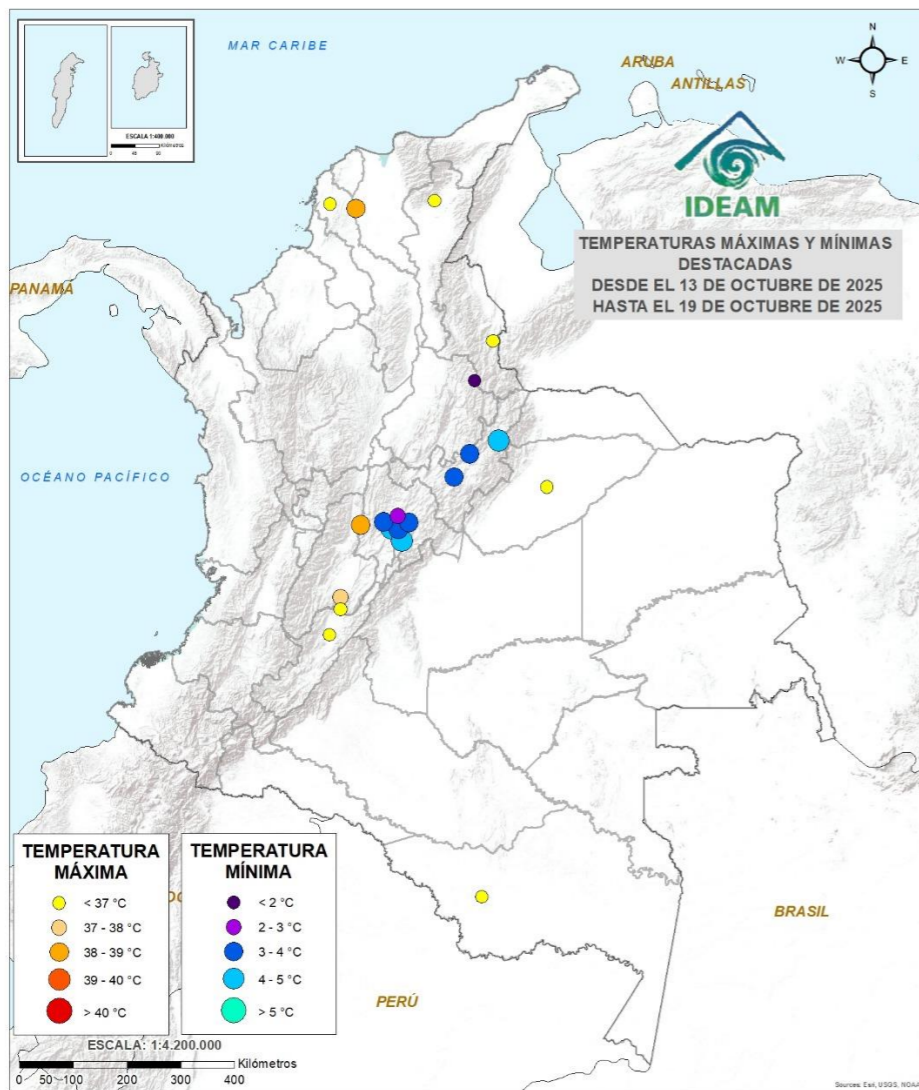 MAR CARIBE
N
W
E
S
ARUBA
ANTILLAS
ESCALA 1:400.000
IDEAM
TEMPERATURAS MÁXIMAS Y MÍNIMAS
DESTACADAS
DESDE EL 13 DE OCTUBRE DE 2025
HASTA EL 19 DE OCTUBRE DE 2025
PANAMÁ
OCÉANO PACÍFICO
BRASIL
PERÚ
TEMPERATURA
MÁXIMA
< 37 °C
37 - 38 °C
38 - 39 °C
39 - 40 °C
> 40 °C
TEMPERATURA
MÍNIMA
< 2 °C
2 - 3 °C
3 - 4 °C
4 - 5 °C
> 5 °C
ESCALA: 1:4.200.000
Kilómetros
0 50 100 200 300 400
Sources: Esri, USGS, NOAA